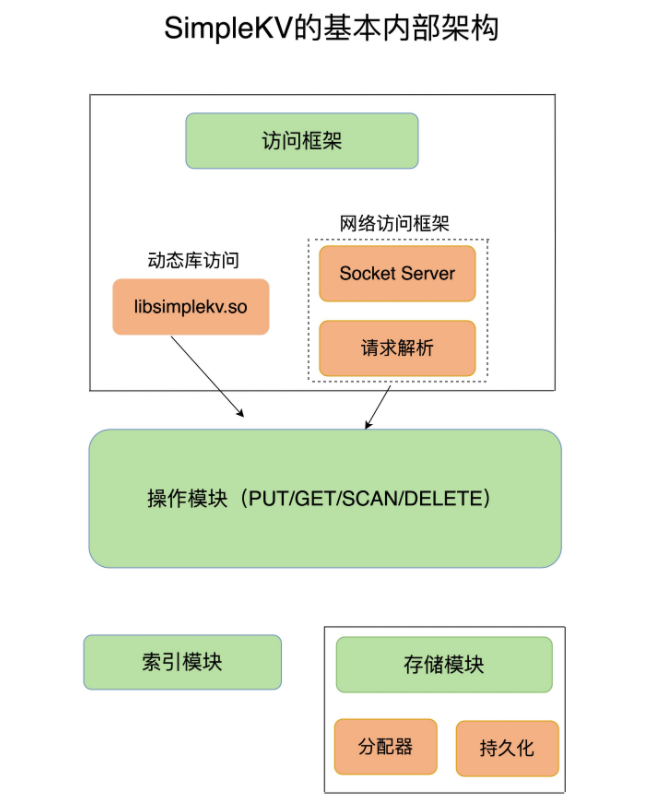 SimpleKV的基本内部架构
访问框架
网络访问框架
动态库访问
Socket Server
libsimplekv.so
请求解析
操作模块（PUT/GET/SCAN/DELETE）
索引模块
存储模块
分配器
持久化